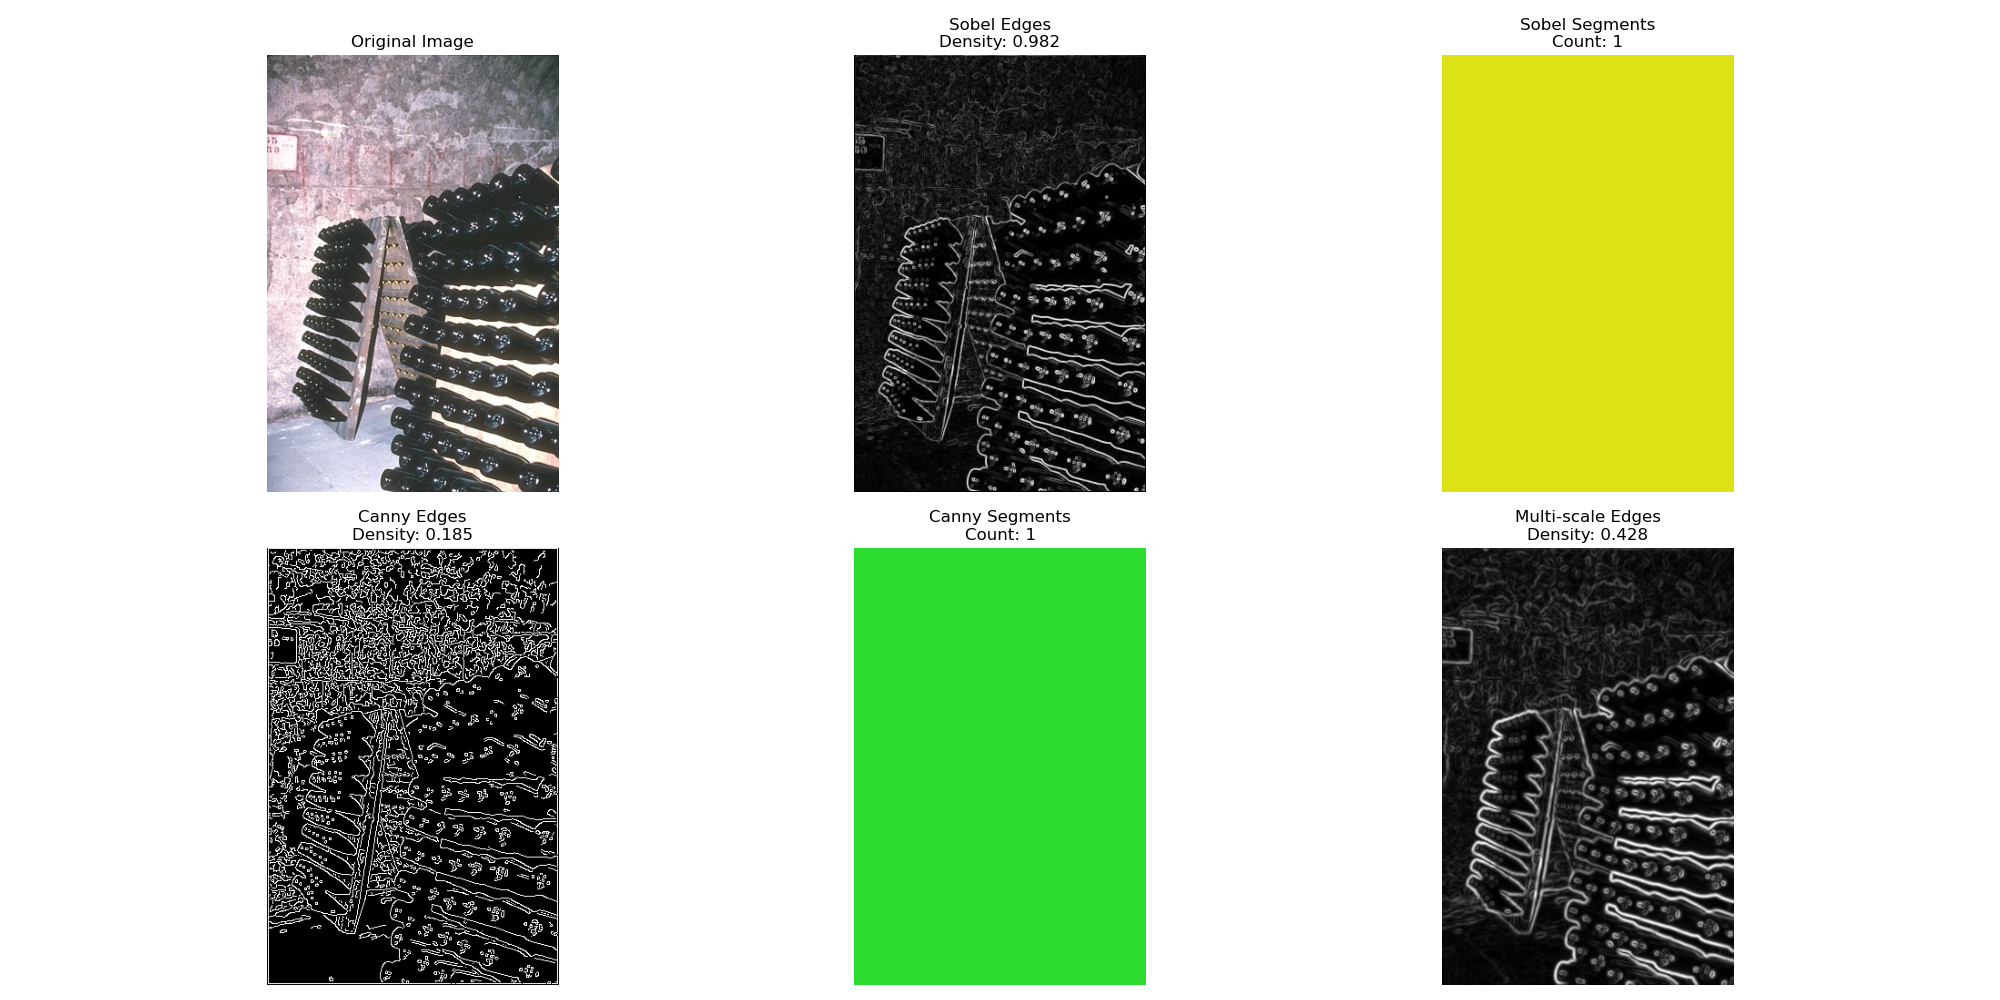 Original Image
Sobel Edges
Density: 0.982
Sobel Segments
Count: 1
Canny Edges
Density: 0.185
Canny Segments
Count: 1
Multi-scale Edges
Density: 0.428